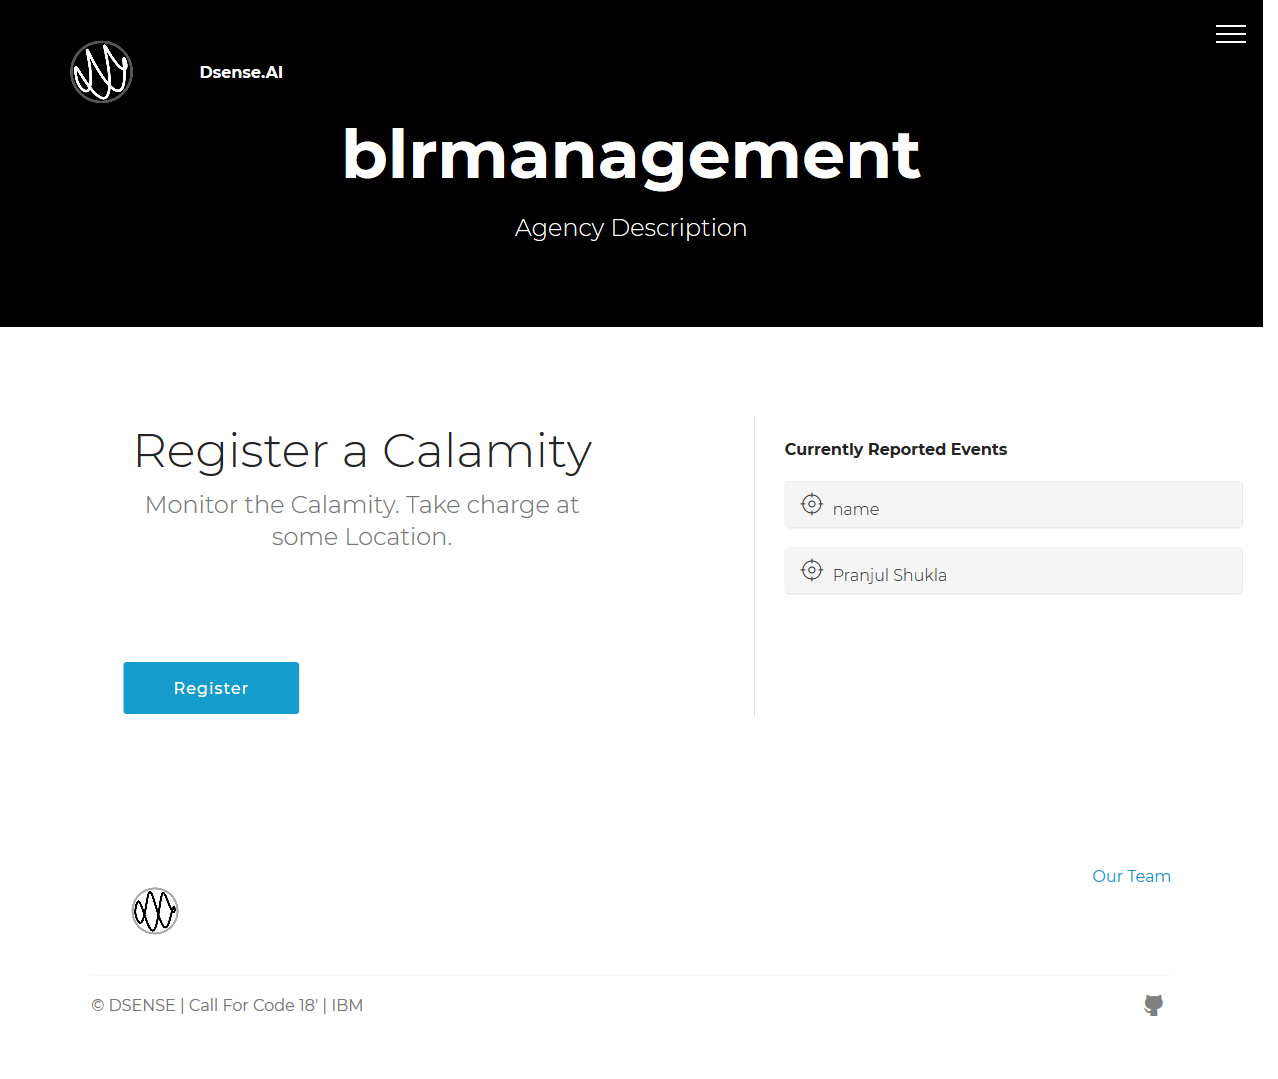 Dsense.AI
blrmanagement
Agency Description
Register a Calamity
Monitor the Calamity. Take charge at
some Location.
Register
Currently Reported Events
name
Pranjul Shukla
Our Team
© DSENSE | Call For Code 18' | IBM